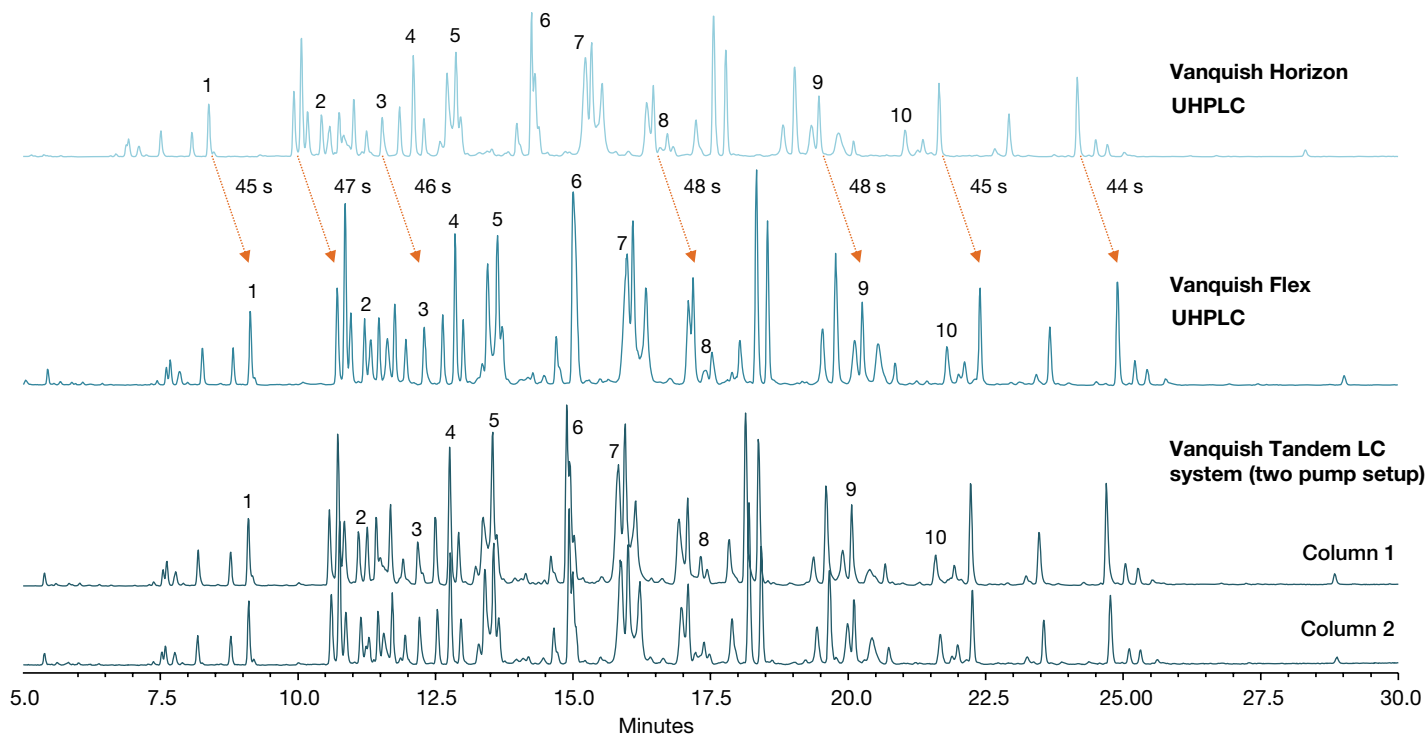 1
2
3
4
5
6
7
8
9
10
Vanquish Horizon
UHPLC
45 s
47 s
46 s
48 s
48 s
45 s
44 s
1
2
3
4
5
6
7
8
9
10
Vanquish Flex
UHPLC
1
2
3
4
5
6
7
8
9
10
Vanquish Tandem LC
system (two pump setup)
Column 1
Column 2
5.0 7.5 10.0 12.5 15.0 17.5 20.0 22.5 25.0 27.5 30.0
Minutes